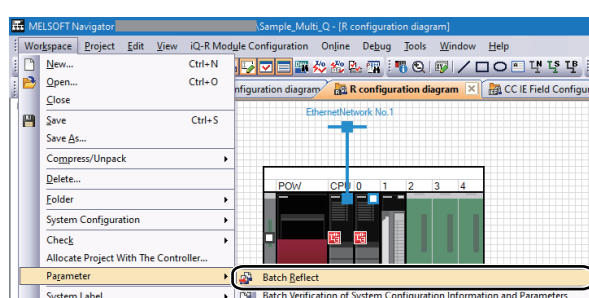 MELSOFT Navigator \Sample_Multi_Q - [R configuration diagram]
Workspace Project Edit View iQ-R Module Configuration Online Debug Tools Window Help
New... Ctrl+N
Open... Ctrl+O
Close
Save Ctrl+S
Save As...
Compress/Unpack
Delete...
Folder
System Configuration
Check
Allocate Project With The Controller...
Parameter
System Label
nfiguration diagram R configuration diagram CC IE Field Configur
EthernetNetwork No.1
POW CPU 0 1 2 3 4
Batch Reflect
Batch Verification of System Configuration Information and Parameters